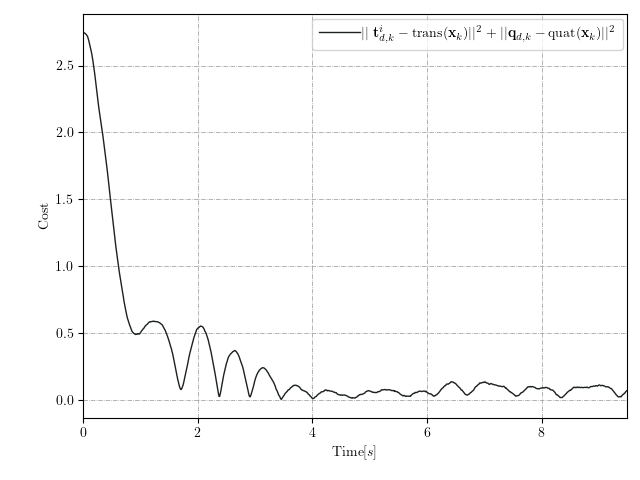 || t^i_{d,k} − trans(x_k)||^2 + ||q_{d,k} − quat(x_k)||^2
2.5
2.0
1.5
1.0
0.5
0.0
Cost
0 2 4 6 8
Time[s]